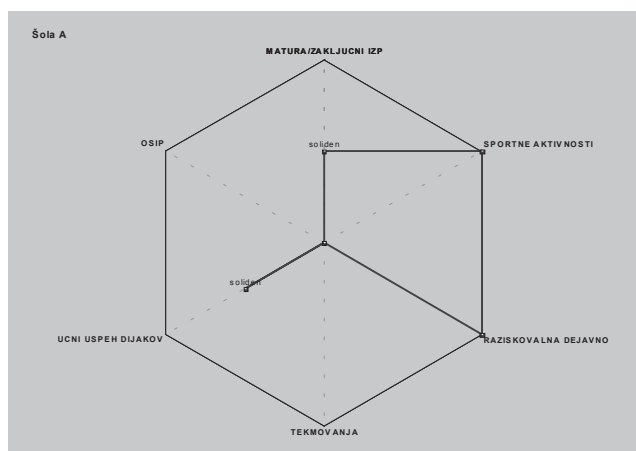 Šola A
MATURA/ZAKLJUCNI IZP
soliden
OSIP
SPORTNE AKTIVNOSTI
soliden
UCNI USPEH DIJAKOV
RAZISKOVALNA DEJAVNO
TEKMOVANJA